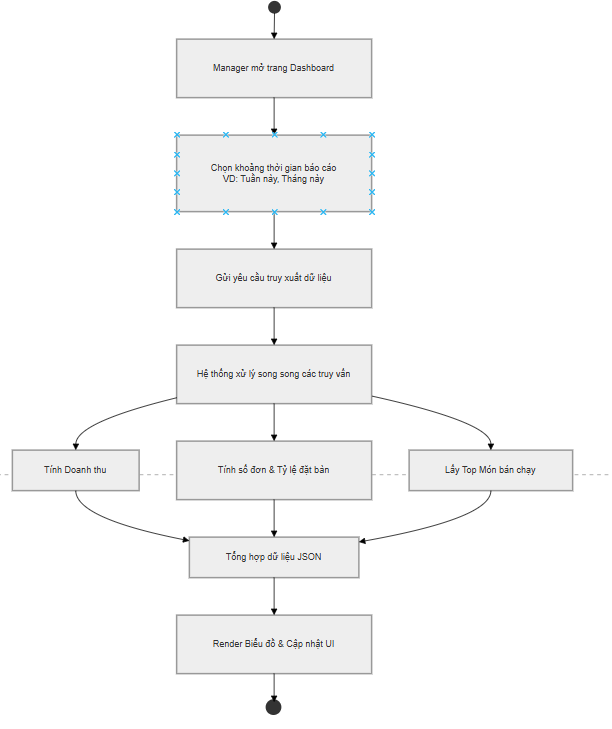 Manager mở trang Dashboard
Chọn khoảng thời gian báo cáo
VD: Tuần này, Tháng này
Gửi yêu cầu truy xuất dữ liệu
Hệ thống xử lý song song các truy vấn
Tính Doanh thu
Tính số đơn & Tỷ lệ đặt bàn
Lấy Top Món bán chạy
Tổng hợp dữ liệu JSON
Render Biểu đồ & Cập nhật UI